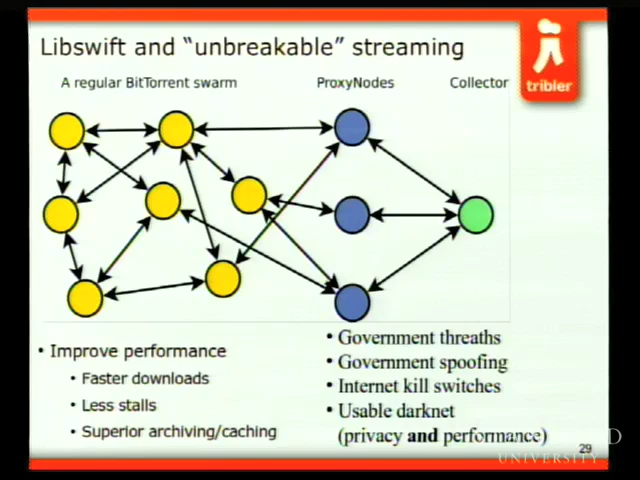 Libswift and “unbreakable” streaming
tribler
A regular BitTorrent swarm
ProxyNodes
Collector
• Improve performance
• Faster downloads
• Less stalls
• Superior archiving/caching
• Government threaths
• Government spoofing
• Internet kill switches
• Usable darknet
(privacy and performance)
29
UNIVERSITY